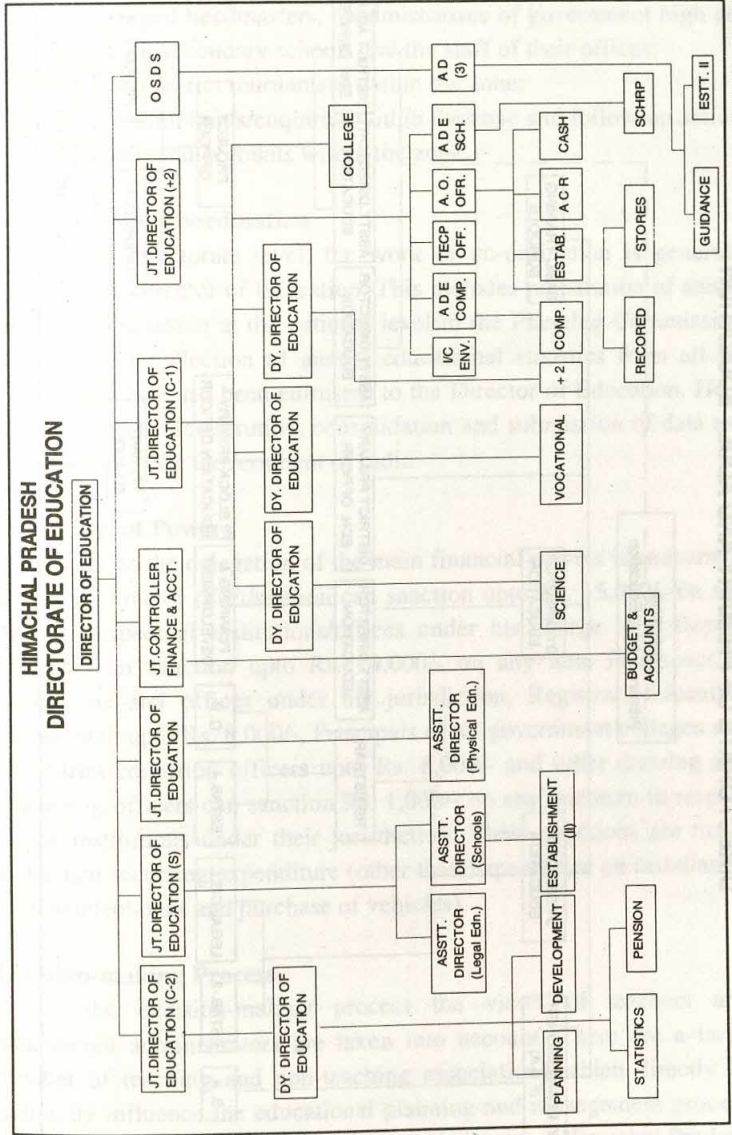 HIMACHAL PRADESH
DIRECTORATE OF EDUCATION
DIRECTOR OF EDUCATION
JT.DIRECTOR OF
EDUCATION (C-2)
JT.DIRECTOR OF
EDUCATION (S)
JT.DIRECTOR OF
EDUCATION
JT.CONTROLLER
FINANCE & ACCT.
JT.DIRECTOR OF
EDUCATION (C-1)
JT.DIRECTOR OF
EDUCATION (+2)
O S D S
DY. DIRECTOR OF
EDUCATION
DY. DIRECTOR OF
EDUCATION
DY. DIRECTOR OF
EDUCATION
DY. DIRECTOR OF
EDUCATION
COLLEGE
ASSTT.
DIRECTOR
(Legal Edn.)
ASSTT.
DIRECTOR
(Schools)
ASSTT.
DIRECTOR
(Physical Edn.)
I/C
ENV.
A D E
COMP.
EECP
OFF.
A. O.
OFR.
A D E
SCH.
A D
(3)
PLANNING
DEVELOPMENT
ESTABLISHMENT
(II)
SCIENCE
VOCATIONAL
+ 2
COMP.
ESTAB.
A C R
CASH
STATISTICS
PENSION
BUDGET &
ACCOUNTS
RECORED
STORES
SCHRP
GUIDANCE
ESTT. II